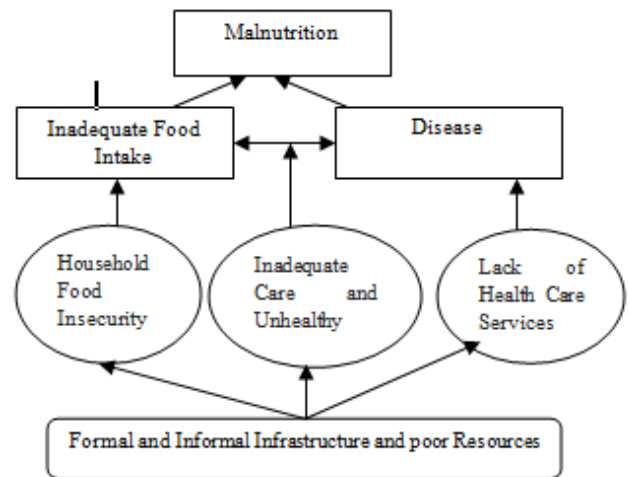 Malnutrition
Inadequate Food
Intake
Disease
Household
Food
Insecurity
Inadequate
Care and
Unhealthy
Lack of
Health Care
Services
Formal and Informal Infrastructure and poor Resources